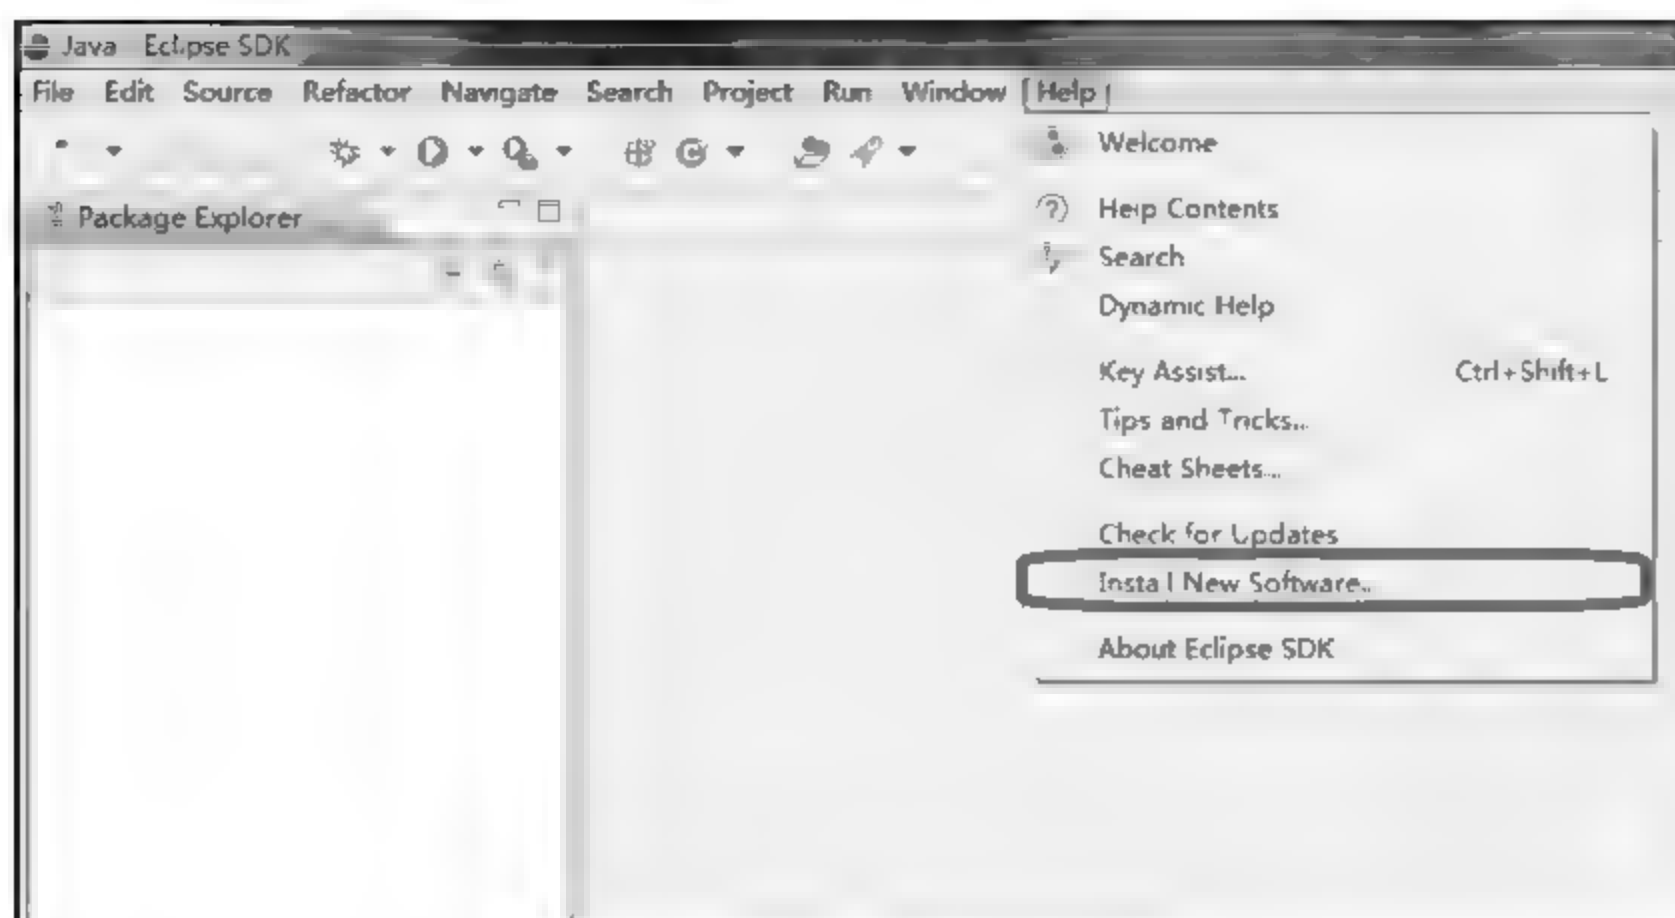 Java Eclipse SDK
File Edit Source Refactor Navigate Search Project Run Window Help
Welcome
Package Explorer
Help Contents
Search
Dynamic Help
Key Assist... Ctrl+Shift+L
Tips and Tricks...
Cheat Sheets...
Check for Updates
Install New Software...
About Eclipse SDK